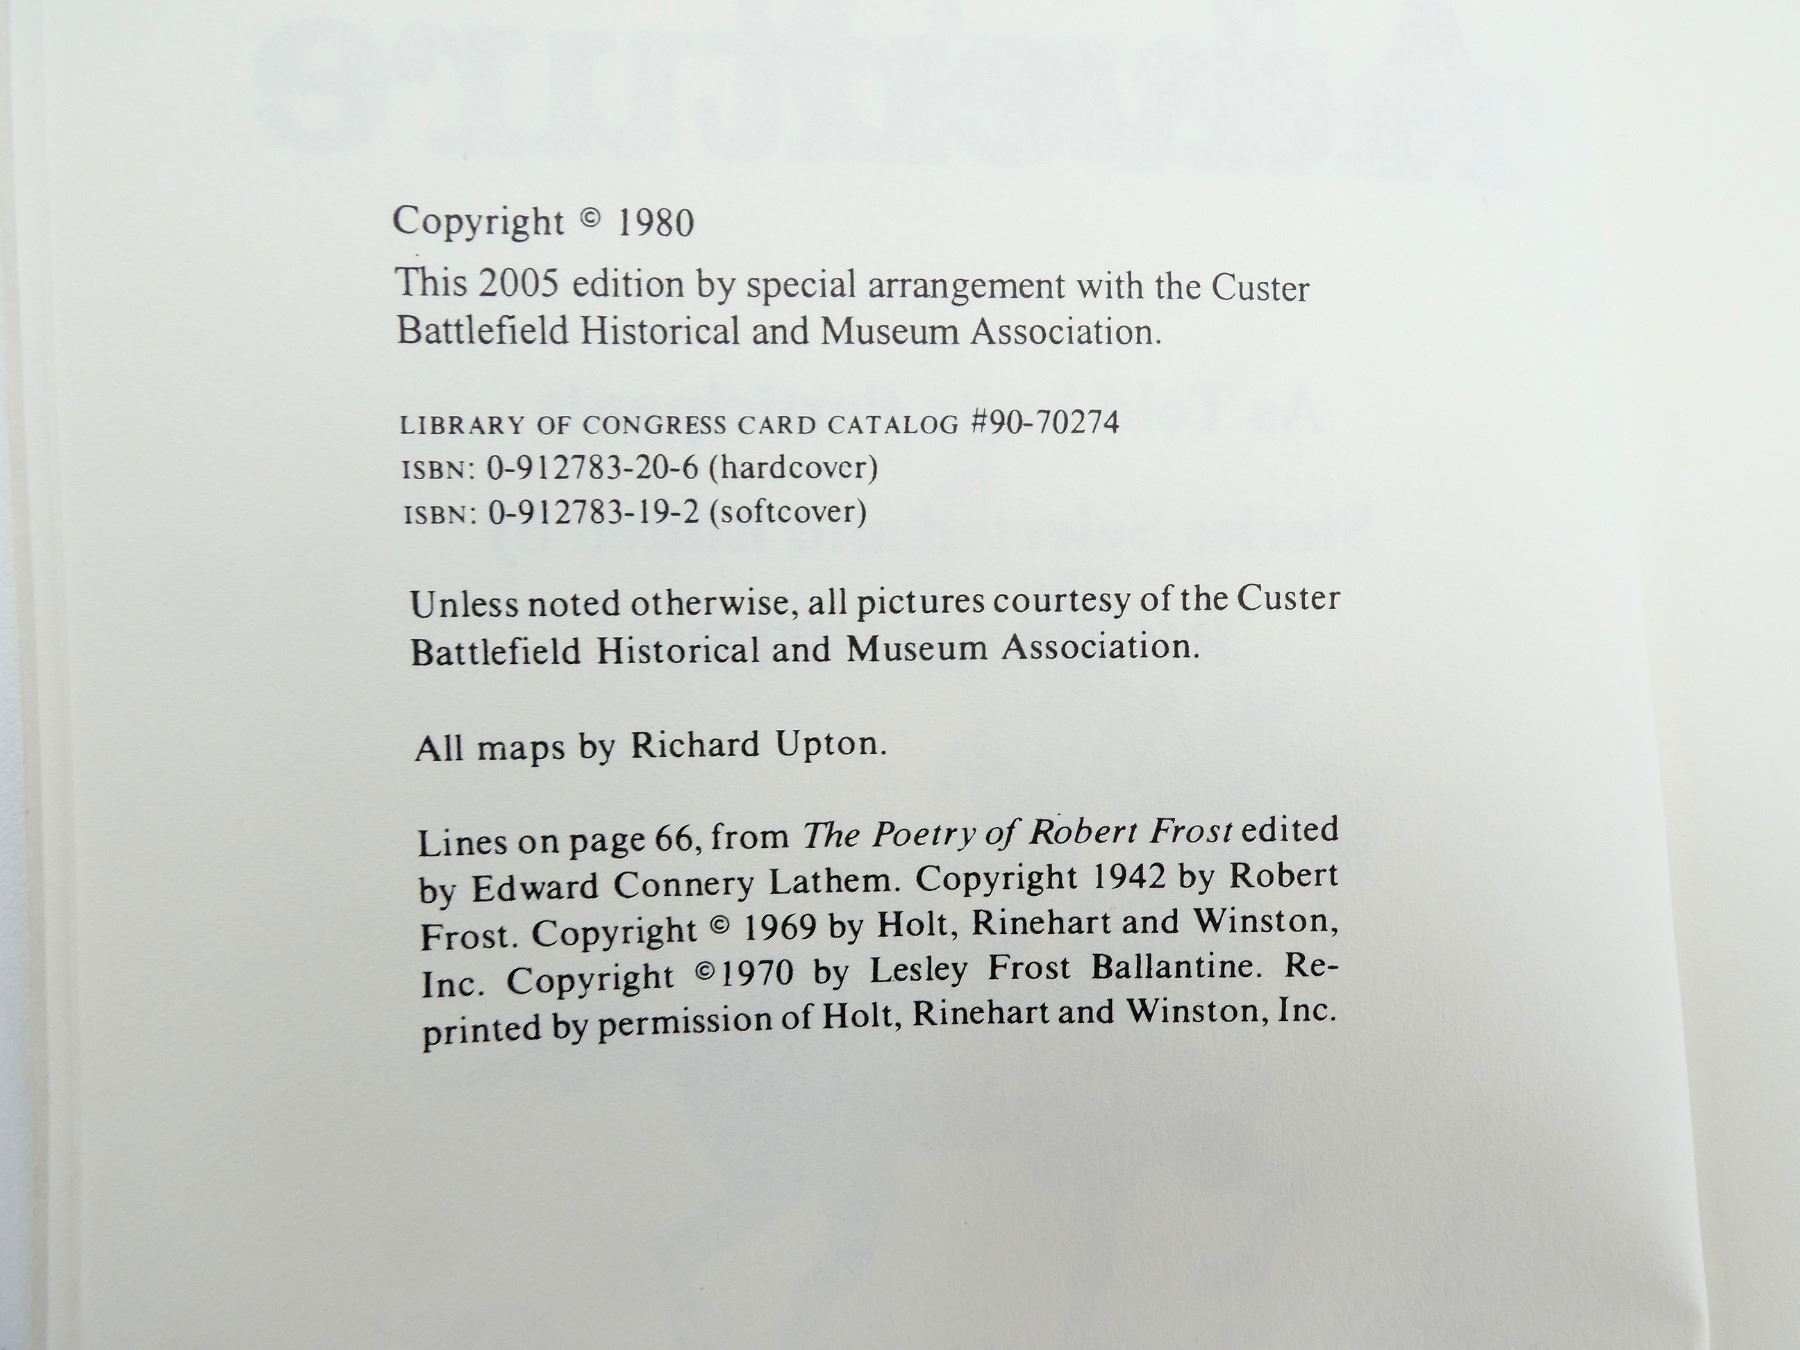 Copyright © 1980
This 2005 edition by special arrangement with the Custer
Battlefield Historical and Museum Association.
LIBRARY OF CONGRESS CARD CATALOG #90-70274
ISBN: 0-912783-20-6 (hardcover)
ISBN: 0-912783-19-2 (softcover)
Unless noted otherwise, all pictures courtesy of the Custer
Battlefield Historical and Museum Association.
All maps by Richard Upton.
Lines on page 66, from The Poetry of Robert Frost edited
by Edward Connery Lathem. Copyright 1942 by Robert
Frost. Copyright © 1969 by Holt, Rinehart and Winston,
Inc. Copyright ©1970 by Lesley Frost Ballantine. Re-
printed by permission of Holt, Rinehart and Winston, Inc.